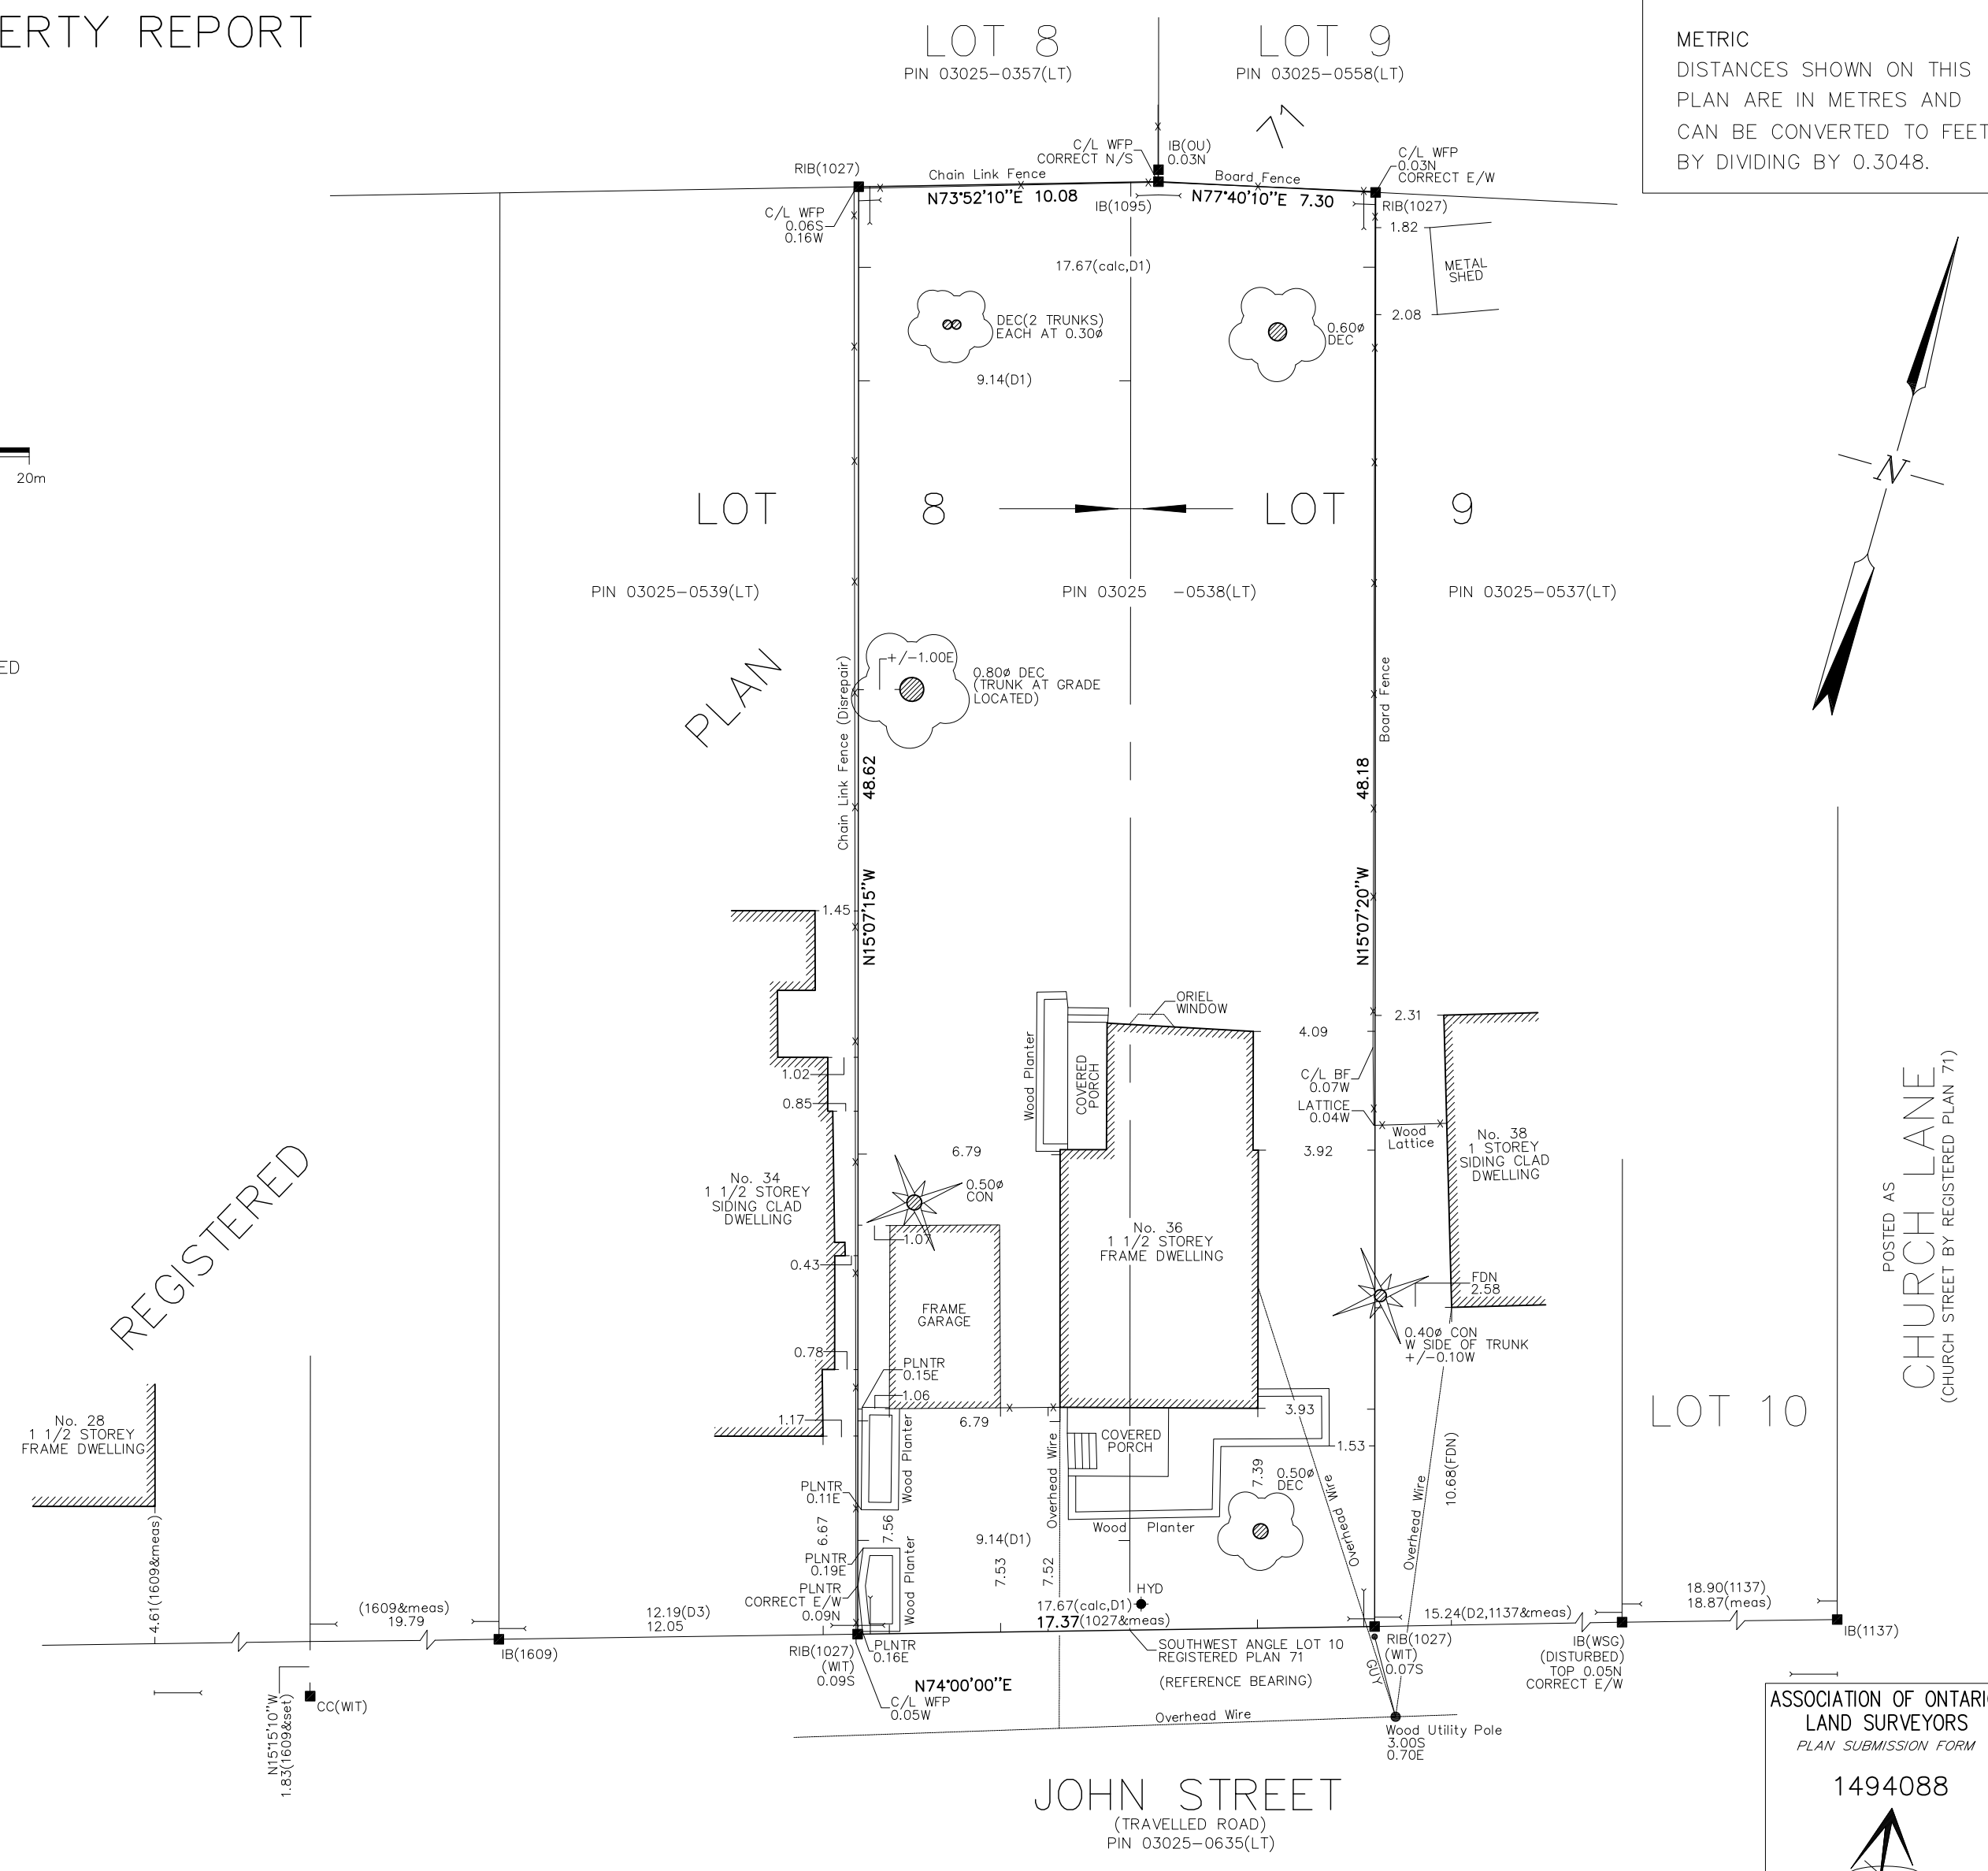 ERTY REPORT
LOT 8
PIN 03025-0357(LT)
LOT 9
PIN 03025-0558(LT)
METRIC
DISTANCES SHOWN ON THIS
PLAN ARE IN METRES AND
CAN BE CONVERTED TO FEET
BY DIVIDING BY 0.3048.
71
C/L WFP
CORRECT N/S
IB(OU)
0.03N
C/L WFP
0.03N
CORRECT E/W
RIB(1027)
Chain Link Fence
N73°52'10"E 10.08
Board Fence
N77°40'10"E 7.30
IB(1095)
RIB(1027)
C/L WFP
0.06S
0.16W
1.82
METAL
SHED
2.08
17.67(calc,D1)
DEC(2 TRUNKS)
EACH AT 0.30ø
0.60ø
DEC
9.14(D1)
N
20m
LOT 8
LOT 9
PIN 03025-0539(LT)
PIN 03025 -0538(LT)
PIN 03025-0537(LT)
ED
PLAN
+/-1.00E
0.80ø DEC
(TRUNK AT GRADE
LOCATED)
Chain Link Fence (Disrepair)
Board Fence
N15°07'15"W 48.62
N15°07'20"W 48.18
1.45
ORIEL
WINDOW
2.31
4.09
Wood Planter
COVERED
PORCH
1.02
0.85
C/L BF
0.07W
LATTICE
0.04W
Wood
Lattice
No. 38
1 STOREY
SIDING CLAD
DWELLING
6.79
3.92
No. 34
1 1/2 STOREY
SIDING CLAD
DWELLING
0.50ø
CON
1.07
No. 36
1 1/2 STOREY
FRAME DWELLING
0.43
FRAME
GARAGE
FDN
2.58
0.40ø CON
W SIDE OF TRUNK
+/-0.10W
POSTED AS
CHURCH LANE
(CHURCH STREET BY REGISTERED PLAN 71)
REGISTERED
0.78
PLNTR
0.15E
1.06
1.17
6.79
3.93
LOT 10
No. 28
1 1/2 STOREY
FRAME DWELLING
COVERED
PORCH
1.53
Wood Planter
Overhead Wire
7.39
0.50ø
DEC
Overhead Wire
Overhead Wire
10.68(FDN)
PLNTR
0.11E
6.67
7.56
Wood Planter
9.14(D1)
PLNTR
0.19E
PLNTR
CORRECT E/W
0.09N
Wood Planter
7.53
7.52
HYD
4.61(1609&meas)
(1609&meas)
19.79
12.19(D3)
12.05
17.67(calc,D1)
17.37(1027&meas)
15.24(D2,1137&meas)
18.90(1137)
18.87(meas)
IB(1609)
RIB(1027)
(WIT)
0.09S
PLNTR
0.16E
SOUTHWEST ANGLE LOT 10
REGISTERED PLAN 71
(REFERENCE BEARING)
GUY
RIB(1027)
(WIT)
0.07S
IB(WSG)
(DISTURBED)
TOP 0.05N
CORRECT E/W
IB(1137)
N15°15'10"W
1.83(1609&set)
CC(WIT)
N74°00'00"E
C/L WFP
0.05W
Overhead Wire
Wood Utility Pole
3.00S
0.70E
JOHN STREET
(TRAVELLED ROAD)
PIN 03025-0635(LT)
ASSOCIATION OF ONTARIO
LAND SURVEYORS
PLAN SUBMISSION FORM
1494088